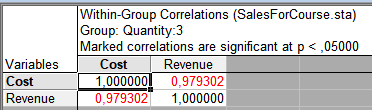 Within-Group Correlations (SalesForCourse.sta)
Group: Quantity:3
Marked correlations are significant at p < ,05000
Variables Cost Revenue
Cost 1,000000 0,979302
Revenue 0,979302 1,000000